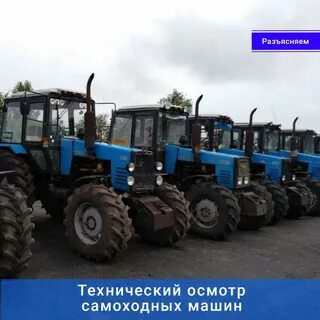 Разъясняем
Технический осмотр
самоходных машин